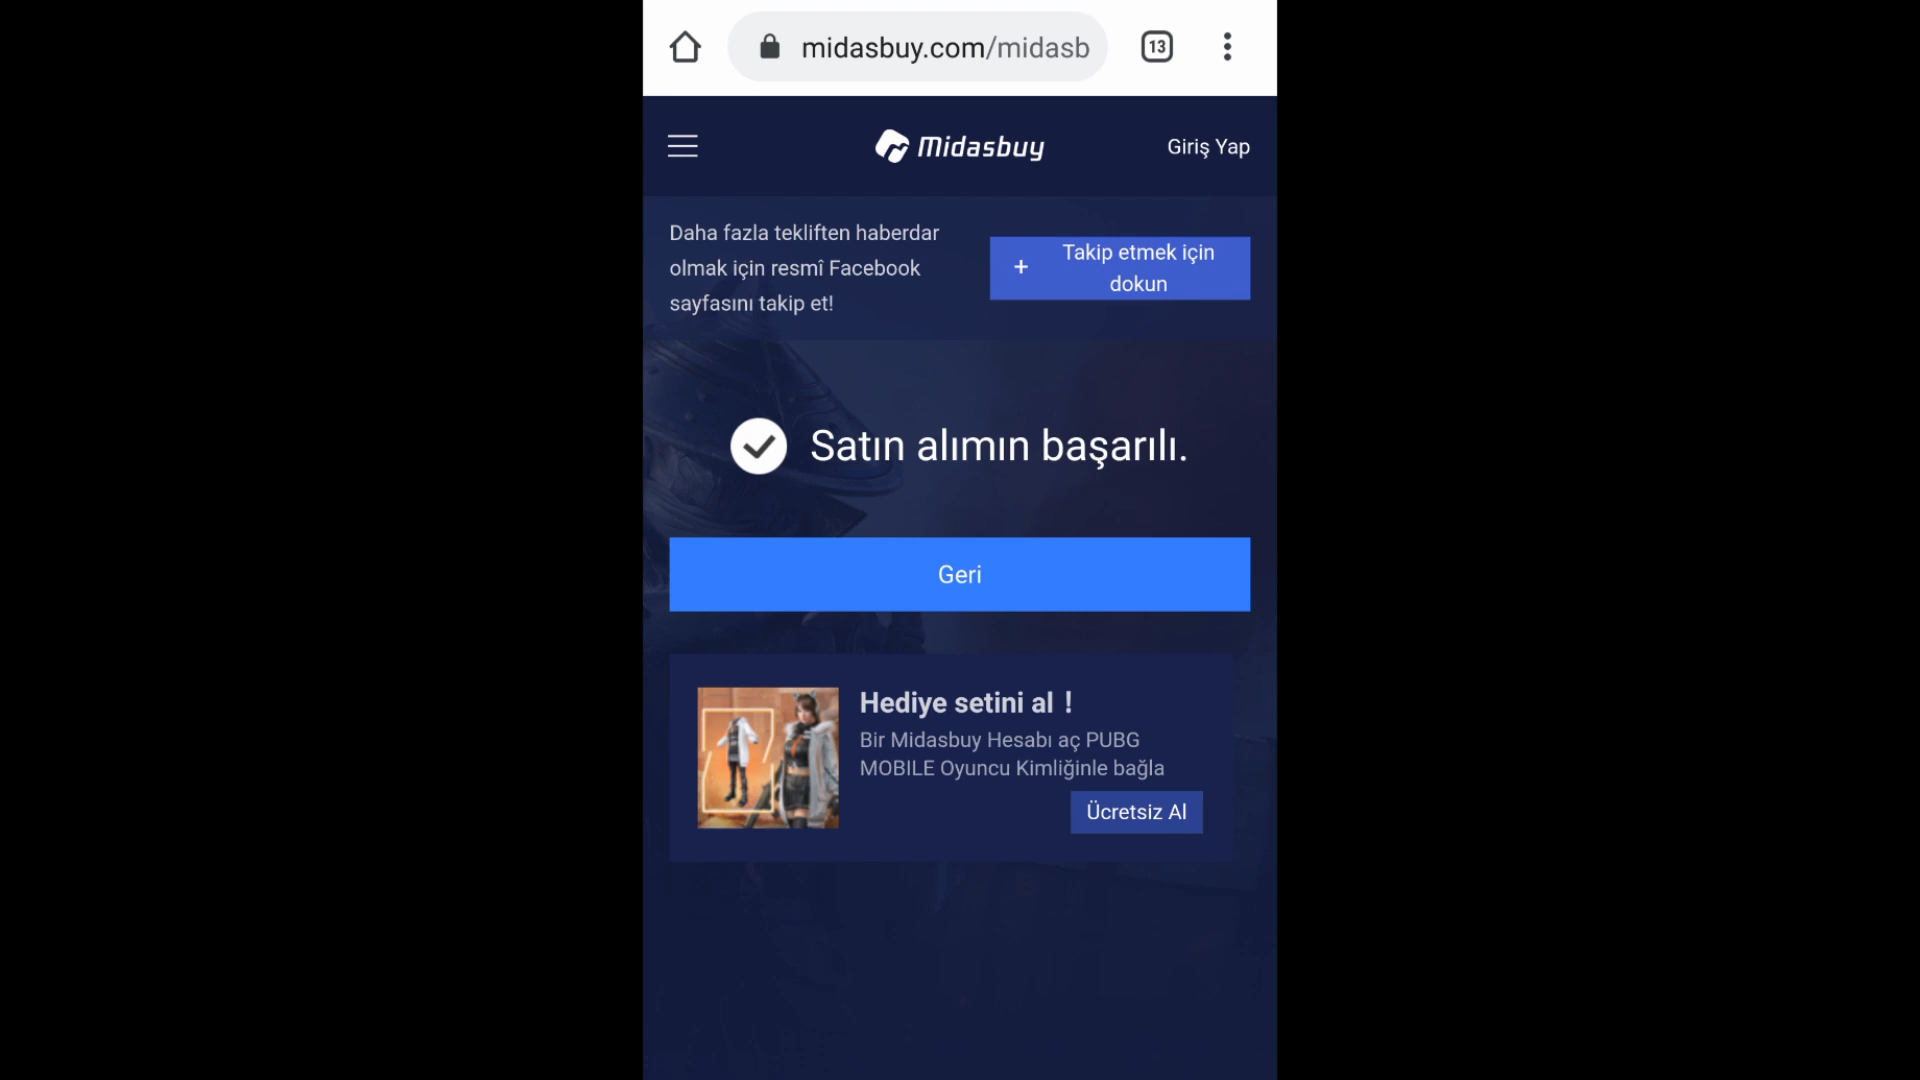 midasbuy.com/midasb
13
Midasbuy
Giriş Yap
Daha fazla tekliften haberdar
olmak için resmî Facebook
sayfasını takip et!
+ Takip etmek için
dokun
Satın alımın başarılı.
Geri
Hediye setini al！
Bir Midasbuy Hesabı aç PUBG
MOBILE Oyuncu Kimliğinle bağla
Ücretsiz Al